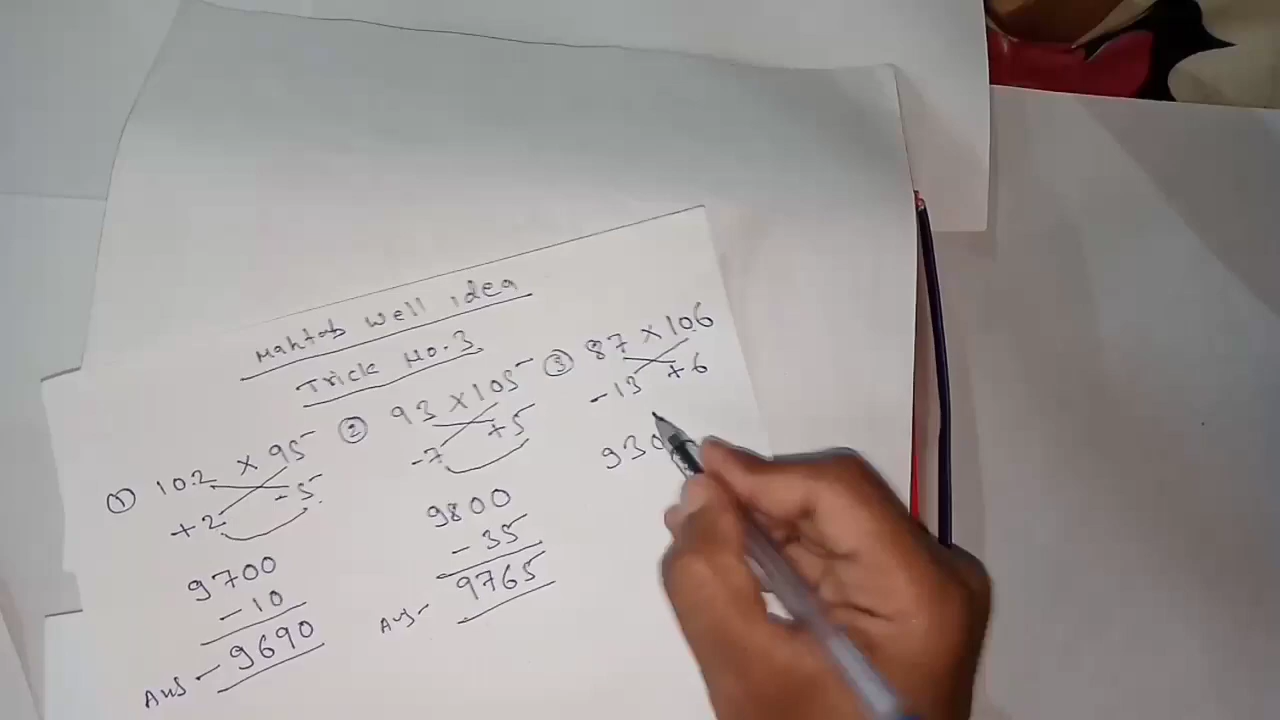 Mahtab well idea
Trick No.3
① 102 × 95
+2 -5
9700
-10
Ans - 9690
② 93 × 105
-7 +5
9800
- 35
Ans - 9765
③ 87 × 106
-13 +6
930